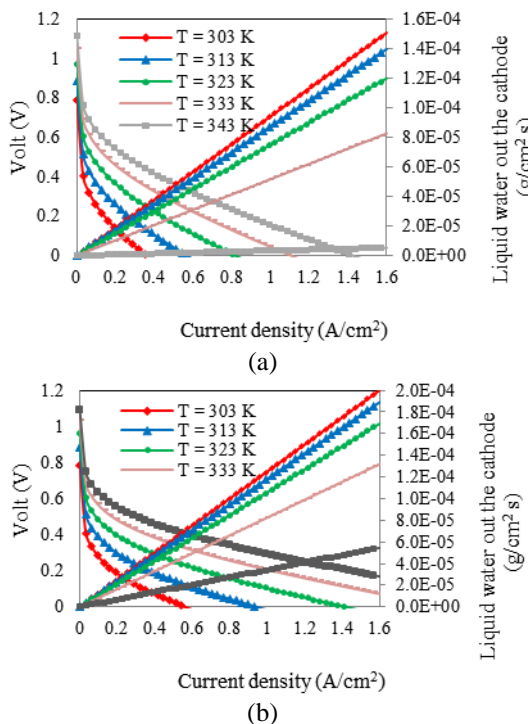 1.2
1
0.8
0.6
0.4
0.2
0
Volt (V)
T = 303 K
T = 313 K
T = 323 K
T = 333 K
T = 343 K
1.6E-04
1.4E-04
1.2E-04
1.0E-04
8.0E-05
6.0E-05
4.0E-05
2.0E-05
0.0E+00
Liquid water out the cathode
(g/cm² s)
0 0.2 0.4 0.6 0.8 1 1.2 1.4 1.6
Current density (A/cm²)
(a)
1.2
1
0.8
0.6
0.4
0.2
0
Volt (V)
T = 303 K
T = 313 K
T = 323 K
T = 333 K
2.0E-04
1.8E-04
1.6E-04
1.4E-04
1.2E-04
1.0E-04
8.0E-05
6.0E-05
4.0E-05
2.0E-05
0.0E+00
Liquid water out the cathode
(g/cm² s)
0 0.2 0.4 0.6 0.8 1 1.2 1.4 1.6
Current density (A/cm²)
(b)